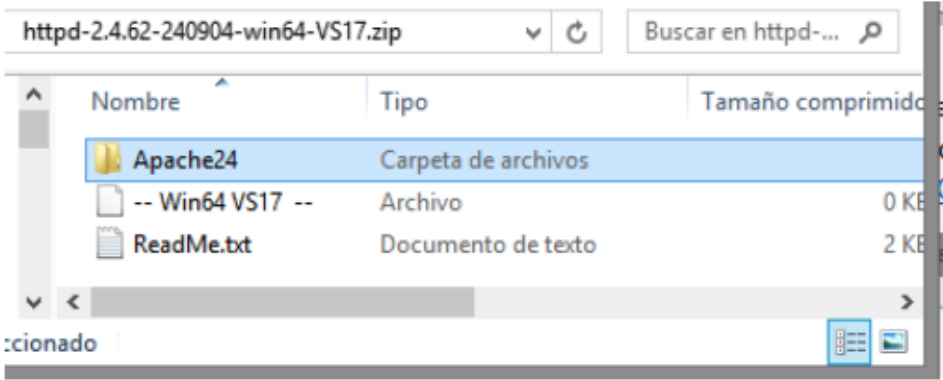 httpd-2.4.62-240904-win64-VS17.zip Buscar en httpd-...
Nombre Tipo Tamaño comprimido
Apache24 Carpeta de archivos
-- Win64 VS17 -- Archivo 0 KB
ReadMe.txt Documento de texto 2 KB
ccionado